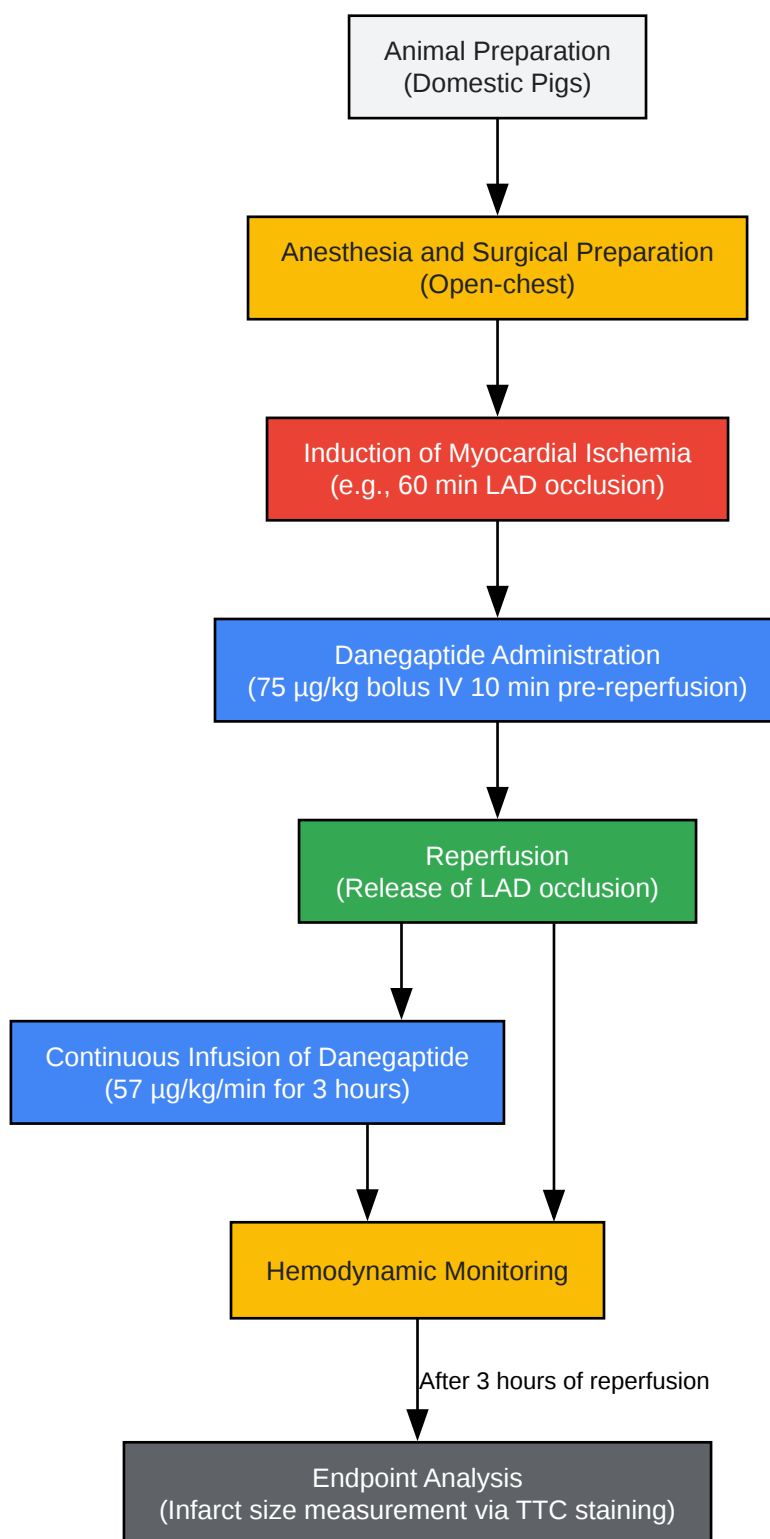 Animal Preparation
(Domestic Pigs)
Anesthesia and Surgical Preparation
(Open-chest)
Induction of Myocardial Ischemia
(e.g., 60 min LAD occlusion)
Danegaptide Administration
(75 µg/kg bolus IV 10 min pre-reperfusion)
Reperfusion
(Release of LAD occlusion)
Continuous Infusion of Danegaptide
(57 µg/kg/min for 3 hours)
Hemodynamic Monitoring
After 3 hours of reperfusion
Endpoint Analysis
(Infarct size measurement via TTC staining)